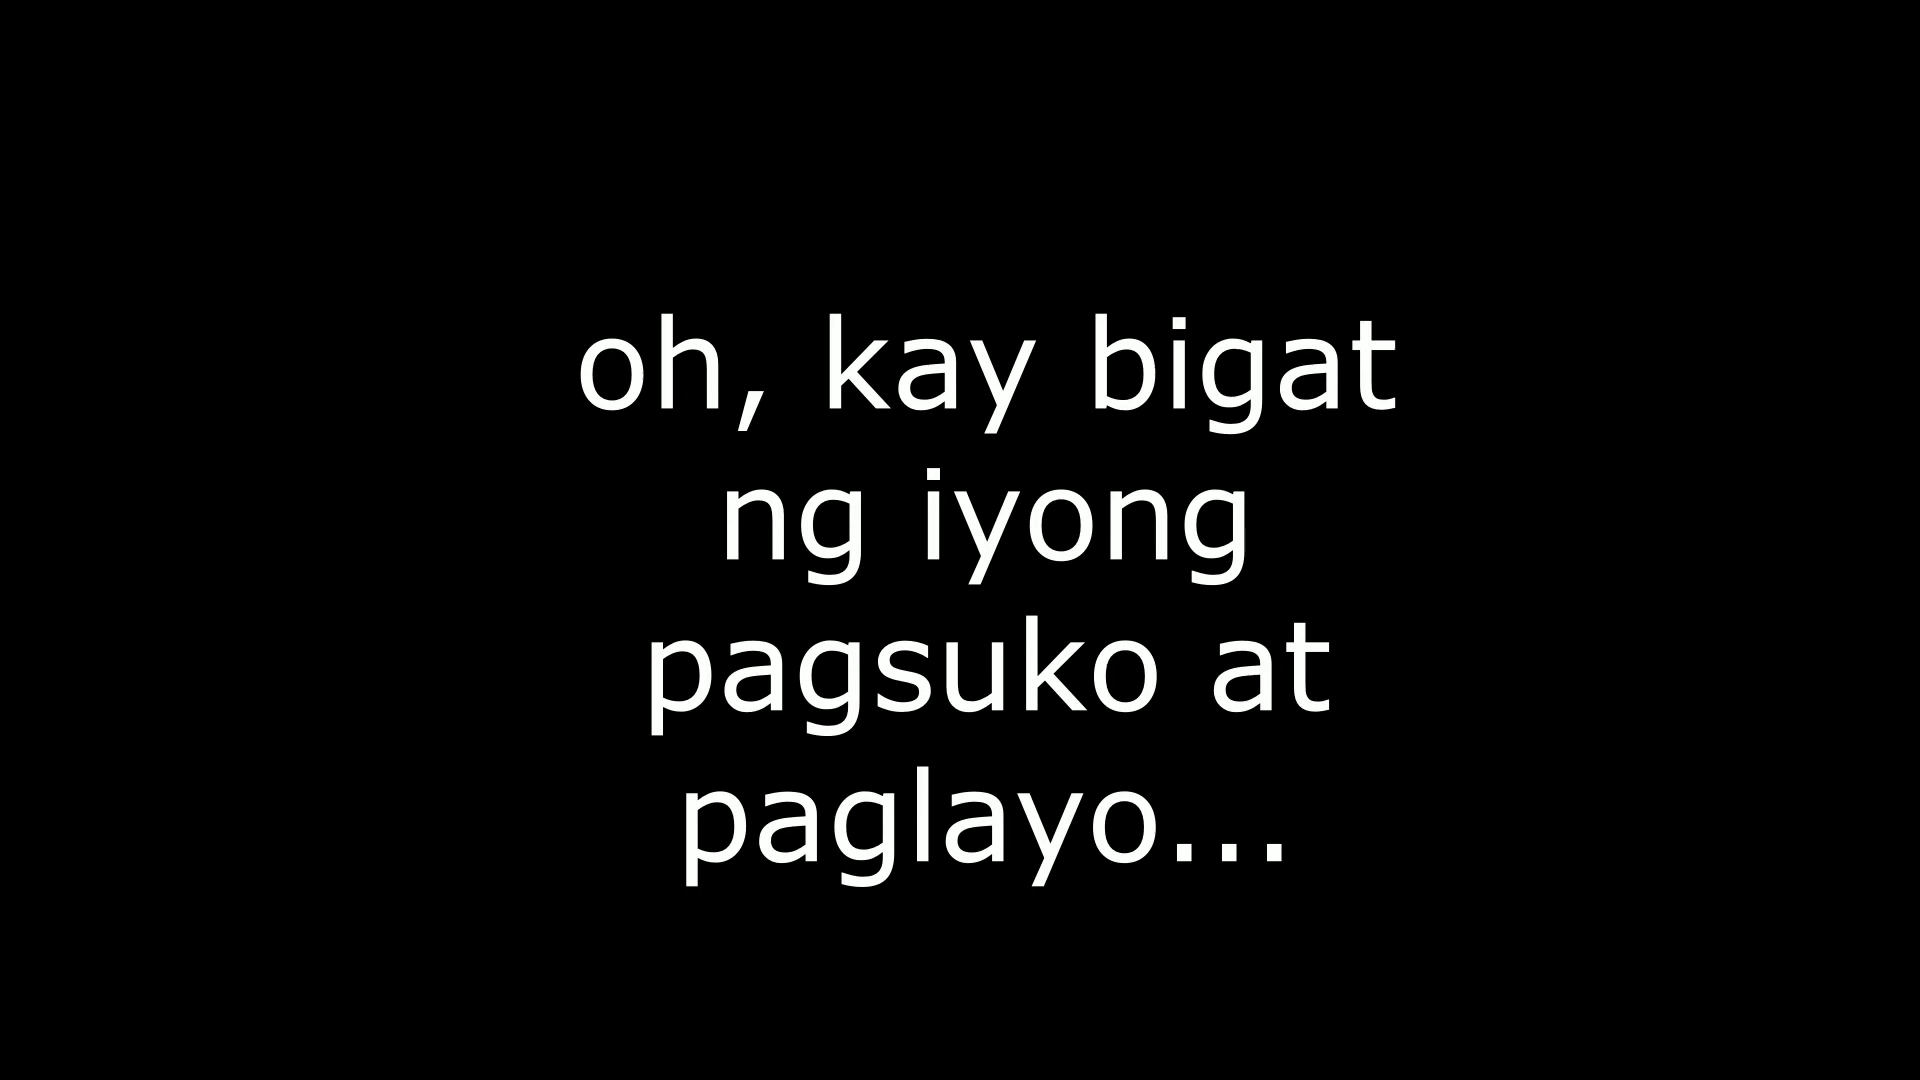 oh, kay bigat
ng iyong
pagsuko at
paglayo...